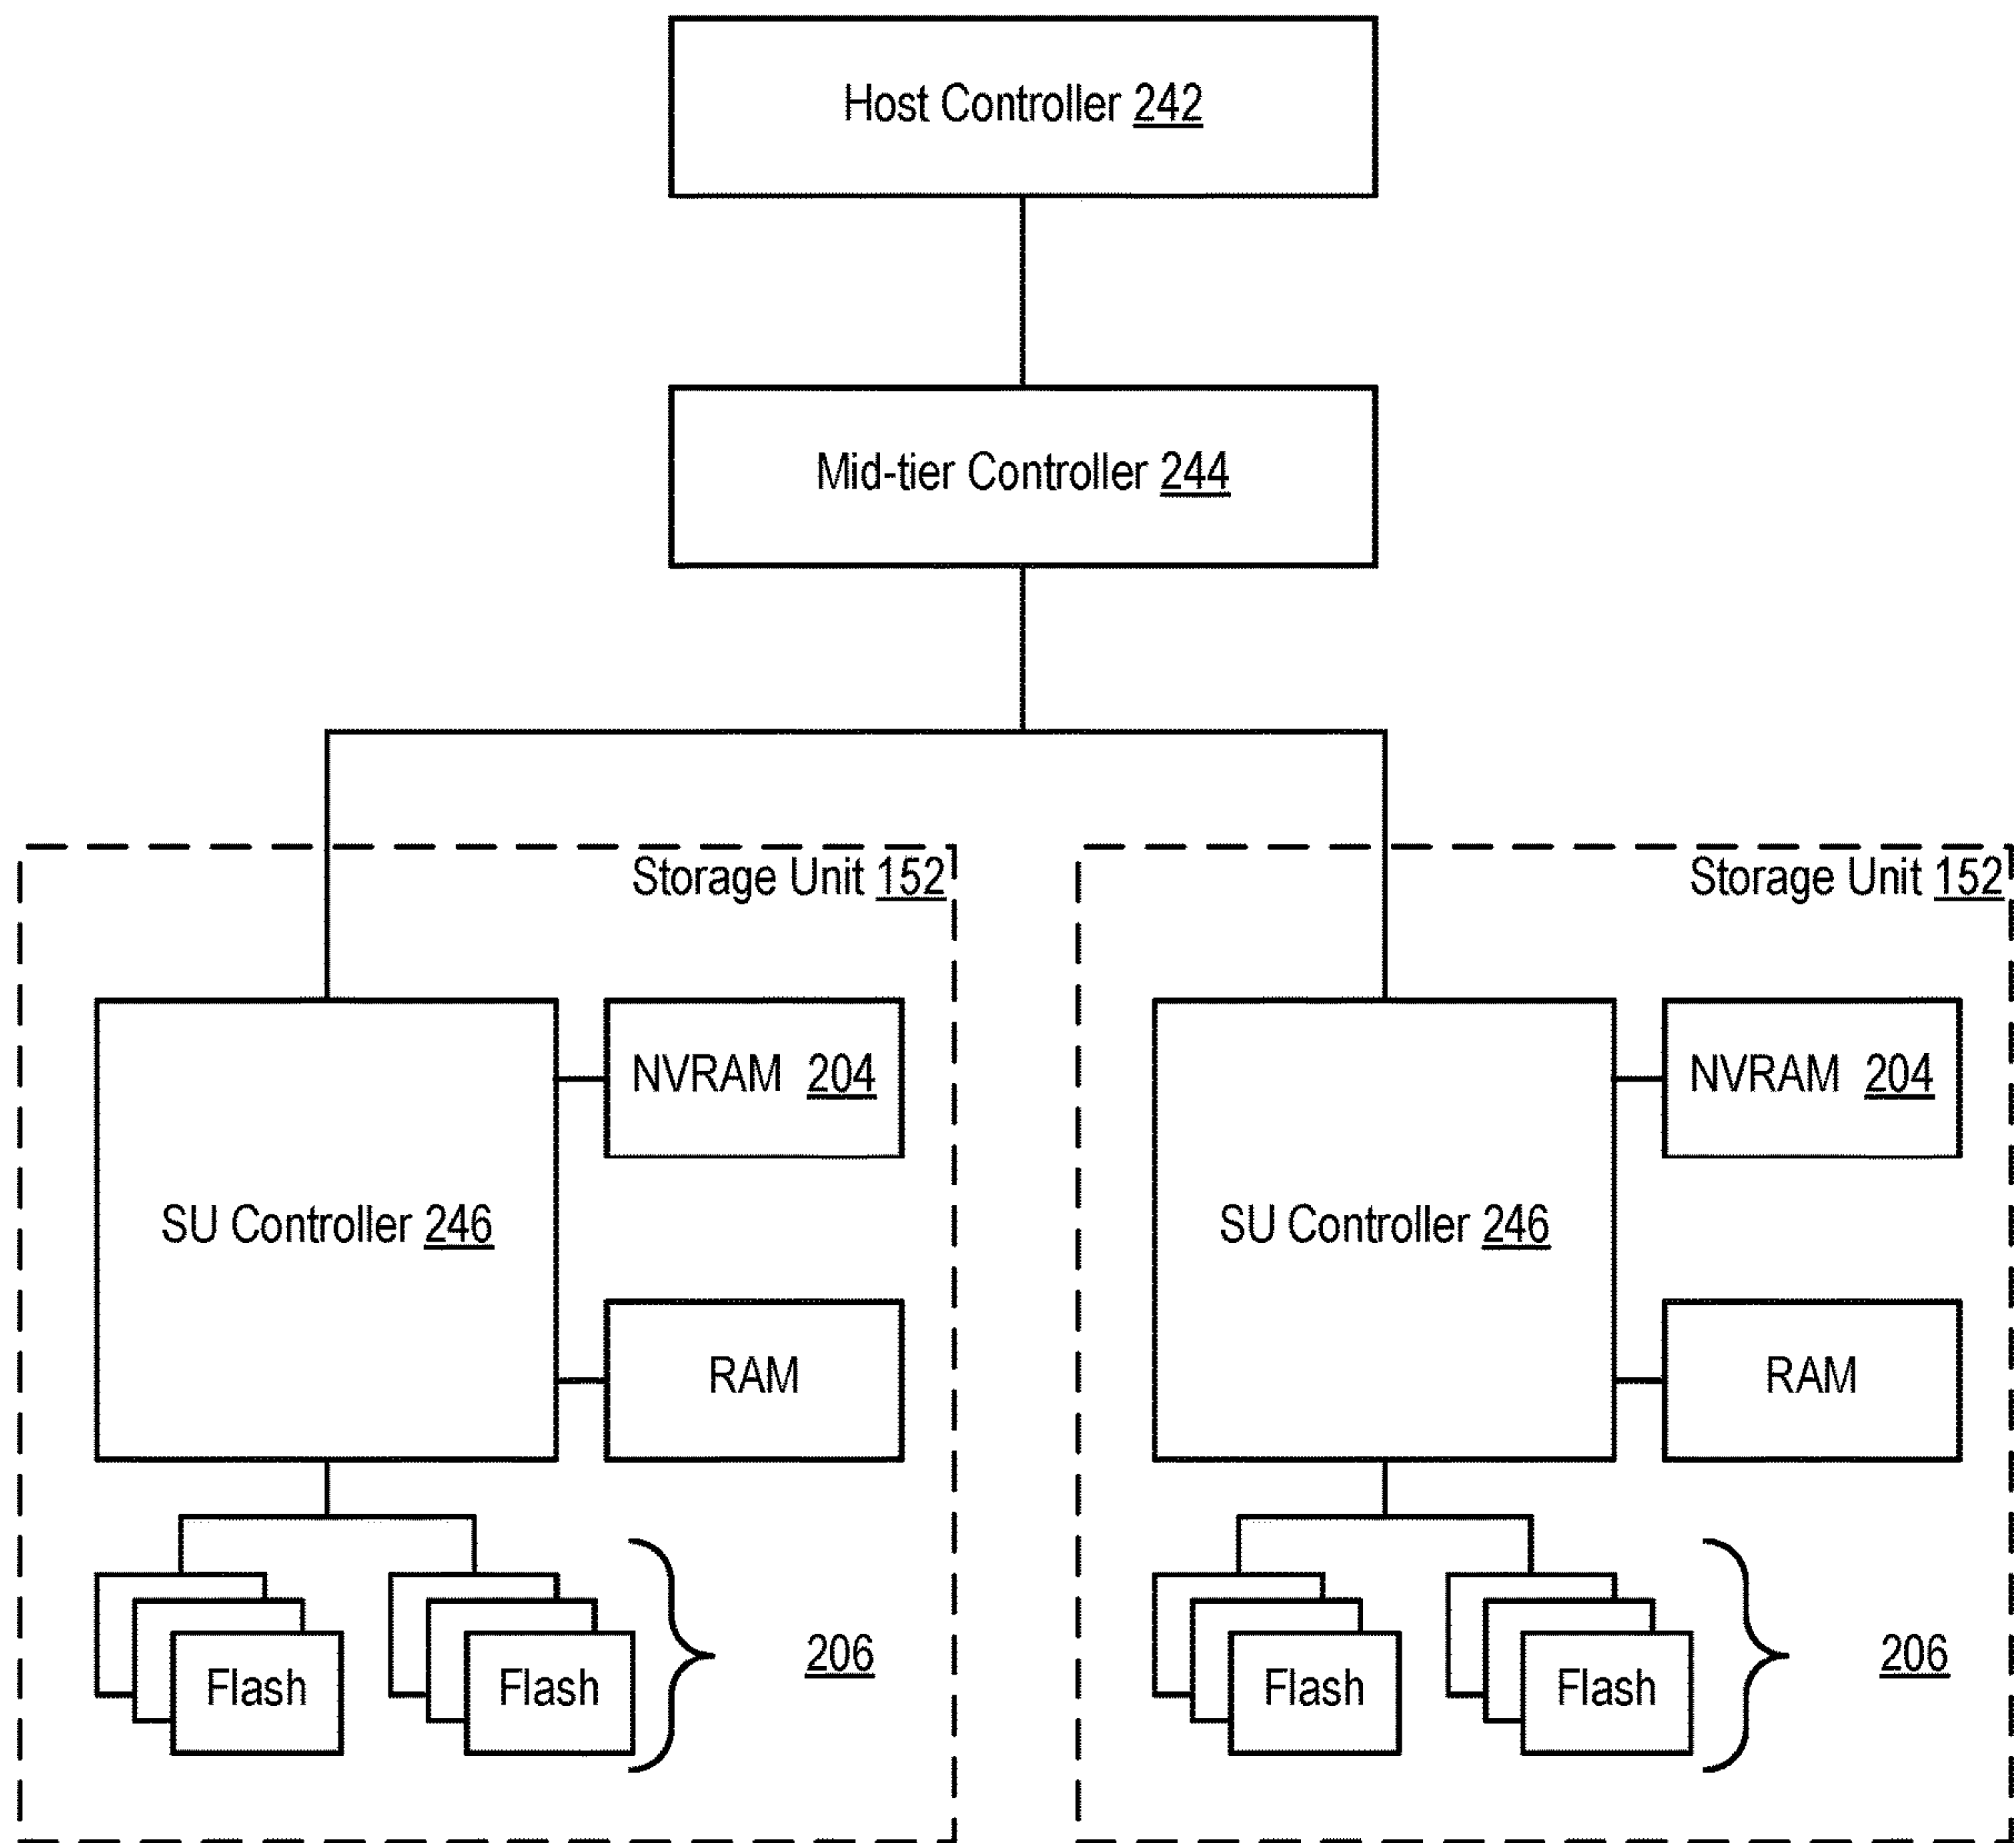 Host Controller 242
Mid-tier Controller 244
Storage Unit 152
NVRAM 204
SU Controller 246
RAM
Flash
Flash
206
Storage Unit 152
NVRAM 204
SU Controller 246
RAM
Flash
Flash
206